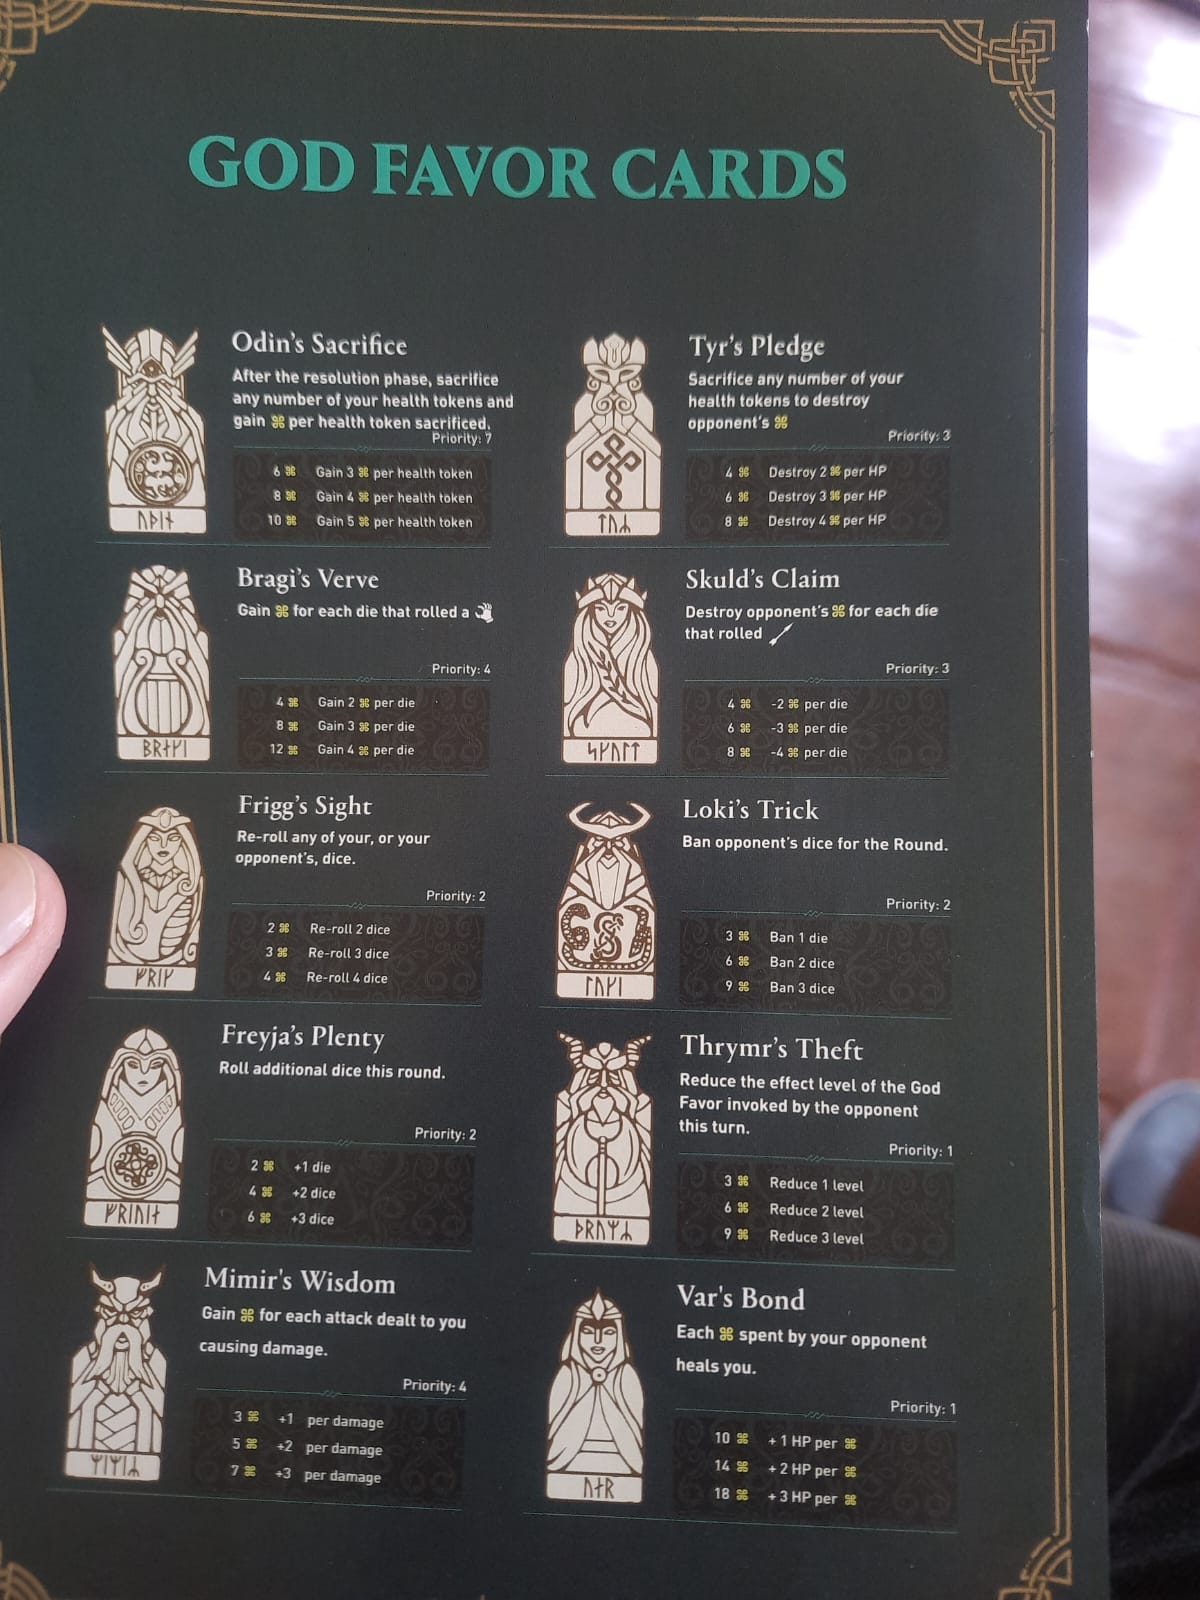 GOD FAVOR CARDS
Odin's Sacrifice
After the resolution phase, sacrifice
any number of your health tokens and
gain ⌘ per health token sacrificed.
Priority: 7
6 ⌘ Gain 3 ⌘ per health token
8 ⌘ Gain 4 ⌘ per health token
10 ⌘ Gain 5 ⌘ per health token
ᚢᚦᛁᚾ
Bragi's Verve
Gain ⌘ for each die that rolled a
Priority: 4
4 ⌘ Gain 2 ⌘ per die
8 ⌘ Gain 3 ⌘ per die
12 ⌘ Gain 4 ⌘ per die
ᛒᚱᛅᚴᛁ
Frigg's Sight
Re-roll any of your, or your
opponent's, dice.
Priority: 2
2 ⌘ Re-roll 2 dice
3 ⌘ Re-roll 3 dice
4 ⌘ Re-roll 4 dice
ᚠᚱᛁᚴ
Freyja's Plenty
Roll additional dice this round.
Priority: 2
2 ⌘ +1 die
4 ⌘ +2 dice
6 ⌘ +3 dice
Mimir's Wisdom
Gain ⌘ for each attack dealt to you
causing damage.
Priority: 4
3 ⌘ +1 per damage
5 ⌘ +2 per damage
7 ⌘ +3 per damage
Tyr's Pledge
Sacrifice any number of your
health tokens to destroy
opponent's ⌘
Priority: 3
4 ⌘ Destroy 2 ⌘ per HP
6 ⌘ Destroy 3 ⌘ per HP
8 ⌘ Destroy 4 ⌘ per HP
ᛏᚢᛦ
Skuld's Claim
Destroy opponent's ⌘ for each die
that rolled
Priority: 3
4 ⌘ -2 ⌘ per die
6 ⌘ -3 ⌘ per die
8 ⌘ -4 ⌘ per die
ᛋᚴᚢᛚᛏ
Loki's Trick
Ban opponent's dice for the Round.
Priority: 2
3 ⌘ Ban 1 die
6 ⌘ Ban 2 dice
9 ⌘ Ban 3 dice
ᛚᚢᚴᛁ
Thrymr's Theft
Reduce the effect level of the God
Favor invoked by the opponent
this turn.
Priority: 1
3 ⌘ Reduce 1 level
6 ⌘ Reduce 2 level
9 ⌘ Reduce 3 level
ᚦᚱᚢᛘᛦ
Var's Bond
Each ⌘ spent by your opponent
heals you.
Priority: 1
10 ⌘ + 1 HP per ⌘
14 ⌘ + 2 HP per ⌘
18 ⌘ + 3 HP per ⌘
ᚢᛅᚱ